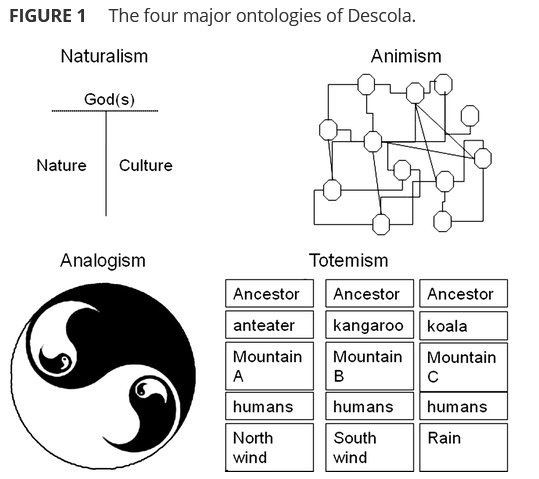 FIGURE 1 The four major ontologies of Descola.
Naturalism
Animism
God(s)
Nature Culture
Analogism
Totemism
Ancestor Ancestor Ancestor
anteater kangaroo koala
Mountain Mountain Mountain
A B C
humans humans humans
North South Rain
wind wind